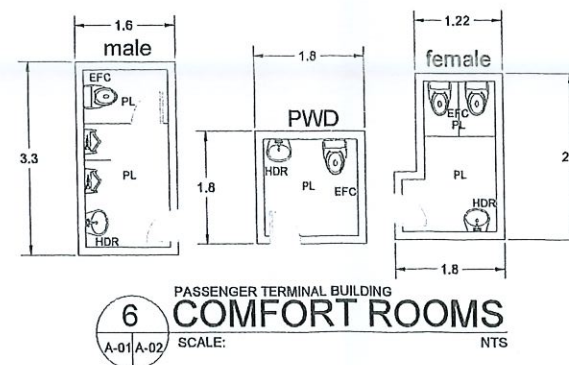 1.6
male
EFC
PL
3.3
PL
HDR
1.8
PWD
1.8
HDR
PL
EFC
1.22
female
EFC
PL
PL
HDR
2
1.8
6
A-01 A-02
PASSENGER TERMINAL BUILDING
COMFORT ROOMS
SCALE:
NTS